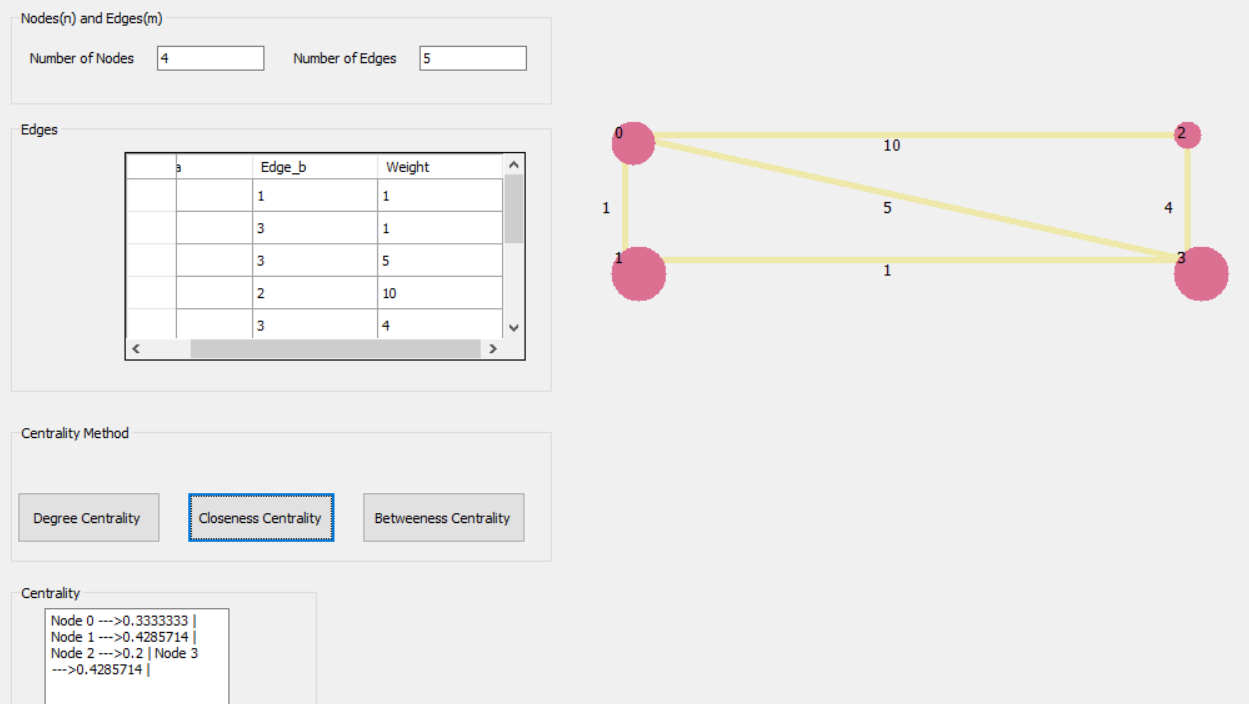 Nodes(n) and Edges(m)
Number of Nodes 4 Number of Edges 5
Edges
a Edge_b Weight
1 1
3 1
3 5
2 10
3 4
Centrality Method
Degree Centrality Closeness Centrality Betweeness Centrality
Centrality
Node 0 --->0.3333333 |
Node 1 --->0.4285714 |
Node 2 --->0.2 | Node 3
--->0.4285714 |
0 2
10
1 5 4
1 3
1